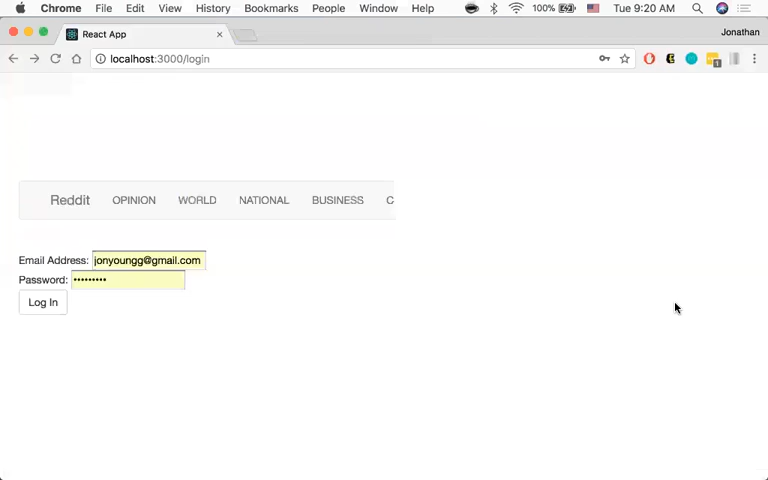 Chrome File Edit View History Bookmarks People Window Help 100% Tue 9:20 AM
React App × Jonathan
localhost:3000/login 1
Reddit OPINION WORLD NATIONAL BUSINESS C
Email Address: jonyoungg@gmail.com
Password: •••••••••
Log In